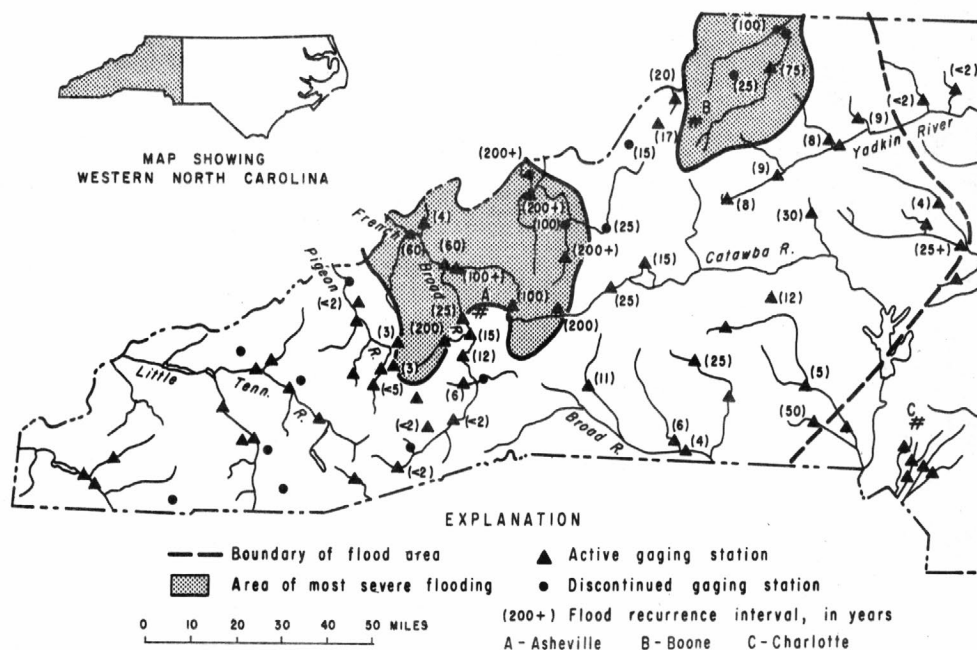 MAP SHOWING
WESTERN NORTH CAROLINA
(100)
(75)
(25)
B
#
(20)
(17)
(15)
(<2)
(<2)
(9)
(8)
Yadkin River
(9)
(8)
(200+)
(200+)
(100)
(200+)
(25)
(30)
(4)
(25+)
French
Broad
R.
(4)
(60)
(60)
(100+)
A
#
(100)
(200)
(25)
(200)
(15)
(12)
(6)
(15)
Catawba R.
(25)
(12)
Pigeon
R.
(<2)
(3)
(3)
(<5)
(<2)
(<2)
(<2)
Little
Tenn.
R.
(11)
(25)
(5)
(50)
(6)
(4)
Broad R.
C
#
EXPLANATION
Boundary of flood area
Active gaging station
Area of most severe flooding
Discontinued gaging station
(200+) Flood recurrence interval, in years
0 10 20 30 40 50 MILES
A-Asheville B-Boone C-Charlotte